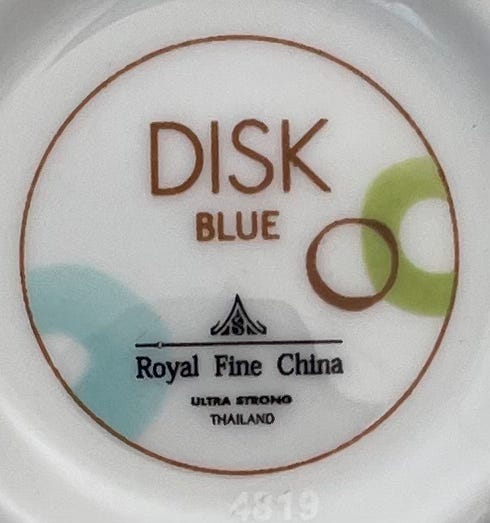 DISK
BLUE
Royal Fine China
ULTRA STRONG
THAILAND
4819